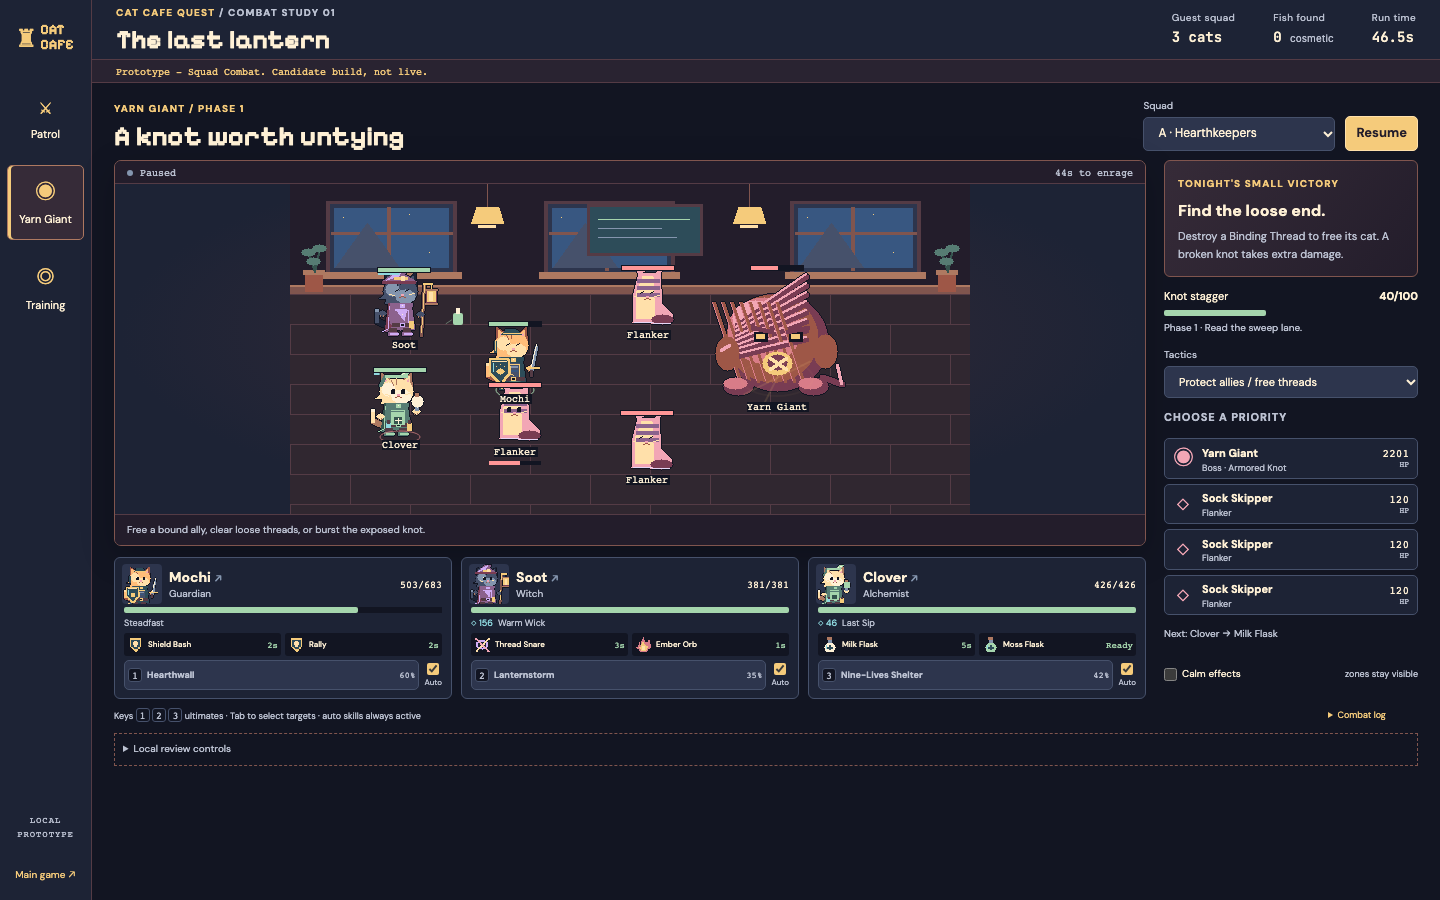 CAT CAFE
Patrol
Yarn Giant
Training
LOCAL PROTOTYPE
Main game ↗
CAT CAFE QUEST / COMBAT STUDY 01
The last lantern
Guest squad
3 cats
Fish found
0 cosmetic
Run time
46.5s
Prototype – Squad Combat. Candidate build, not live.
YARN GIANT / PHASE 1
A knot worth untying
Squad
A · Hearthkeepers
Resume
Paused
44s to enrage
Soot
Flanker
Mochi
Yarn Giant
Clover
Flanker
Flanker
Free a bound ally, clear loose threads, or burst the exposed knot.
TONIGHT'S SMALL VICTORY
Find the loose end.
Destroy a Binding Thread to free its cat. A
broken knot takes extra damage.
Knot stagger 40/100
Phase 1 · Read the sweep lane.
Tactics
Protect allies / free threads
CHOOSE A PRIORITY
Yarn Giant 2201
Boss · Armored Knot HP
Sock Skipper 120
Flanker HP
Sock Skipper 120
Flanker HP
Sock Skipper 120
Flanker HP
Next: Clover → Milk Flask
Calm effects zones stay visible
Mochi ↗ 503/683
Guardian
Steadfast
Shield Bash 2s Rally 2s
1 Hearthwall 60% Auto
Soot ↗ 381/381
Witch
◇ 156 Warm Wick
Thread Snare 3s Ember Orb 1s
2 Lanternstorm 35% Auto
Clover ↗ 426/426
Alchemist
◇ 46 Last Sip
Milk Flask 5s Moss Flask Ready
3 Nine-Lives Shelter 42% Auto
Keys 1 2 3 ultimates · Tab to select targets · auto skills always active
▶ Combat log
▶ Local review controls